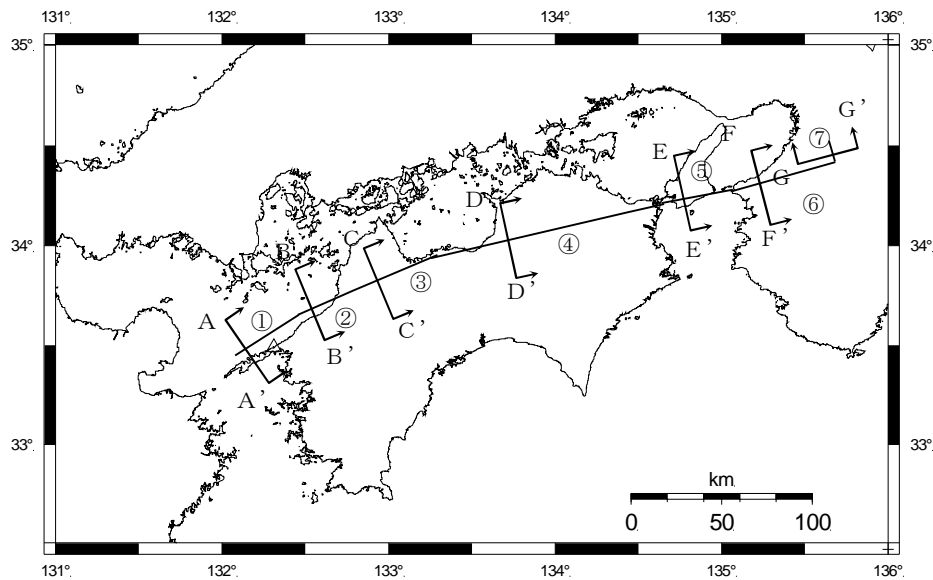 131° 132° 133° 134° 135° 136°
35° 35°
G'
F ⑦
E
⑤
D G ⑥
C F'
34° ④ E' 34°
B
③ D'
A ① ② C'
B'
A'
33° 33°
km
0 50 100
131° 132° 133° 134° 135° 136°